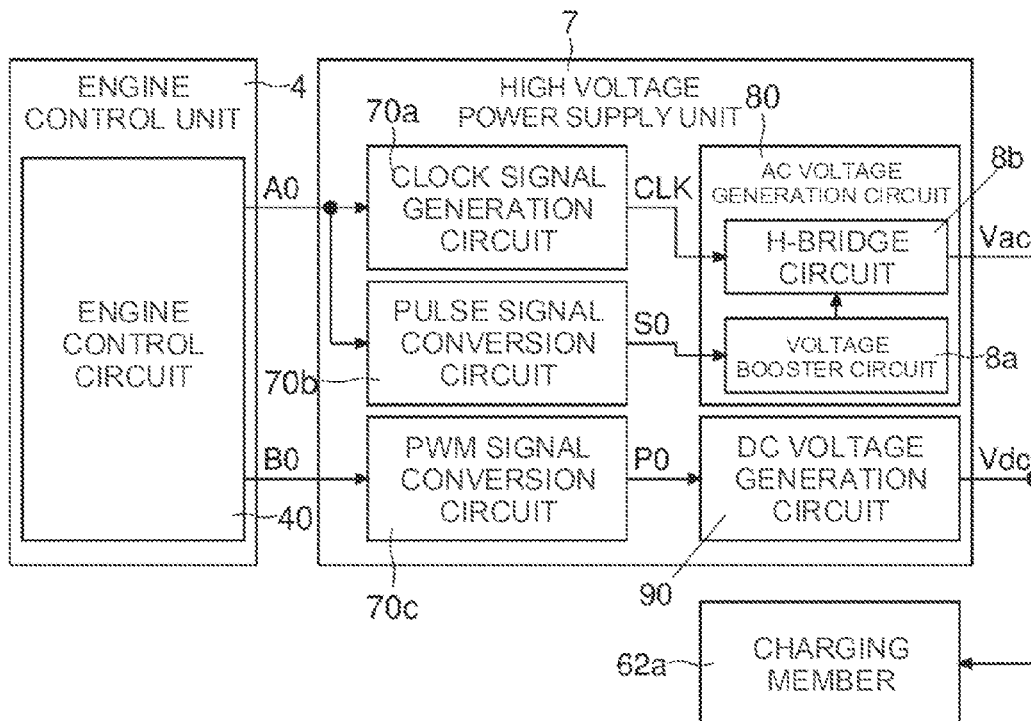 7
ENGINE
CONTROL UNIT
4
HIGH VOLTAGE
POWER SUPPLY UNIT
70a
80
8b
A0
CLOCK SIGNAL
GENERATION
CIRCUIT
CLK
AC VOLTAGE
GENERATION CIRCUIT
H-BRIDGE
CIRCUIT
Vac
ENGINE
CONTROL
CIRCUIT
PULSE SIGNAL
CONVERSION
CIRCUIT
70b
S0
VOLTAGE
BOOSTER CIRCUIT
8a
B0
40
PWM SIGNAL
CONVERSION
CIRCUIT
P0
DC VOLTAGE
GENERATION
CIRCUIT
Vdc
70c
90
62a
CHARGING
MEMBER